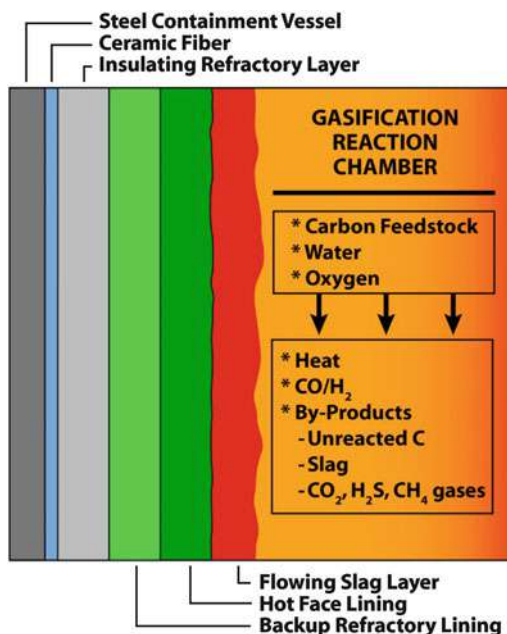 Steel Containment Vessel
Ceramic Fiber
Insulating Refractory Layer
GASIFICATION
REACTION
CHAMBER
* Carbon Feedstock
* Water
* Oxygen
* Heat
* CO/H₂
* By-Products
- Unreacted C
- Slag
- CO₂, H₂S, CH₄ gases
Flowing Slag Layer
Hot Face Lining
Backup Refractory Lining